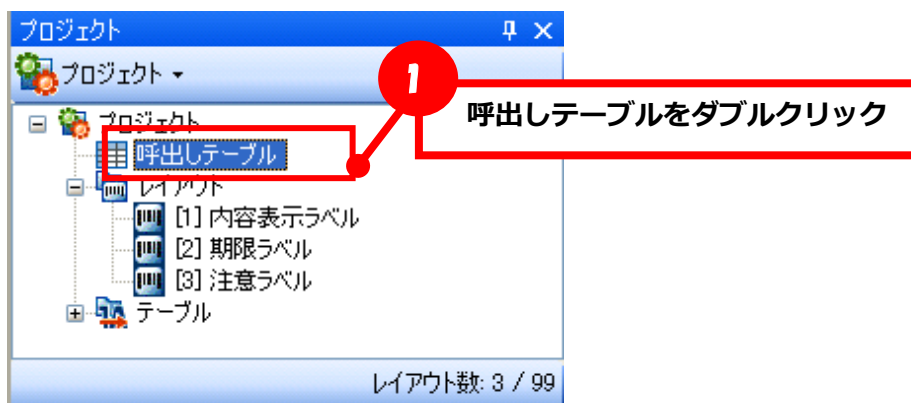 プロジェクト
プロジェクト
1
呼出しテーブルをダブルクリック
プロジェクト
呼出しテーブル
レイアウト
[1] 内容表示ラベル
[2] 期限ラベル
[3] 注意ラベル
テーブル
レイアウト数: 3 / 99